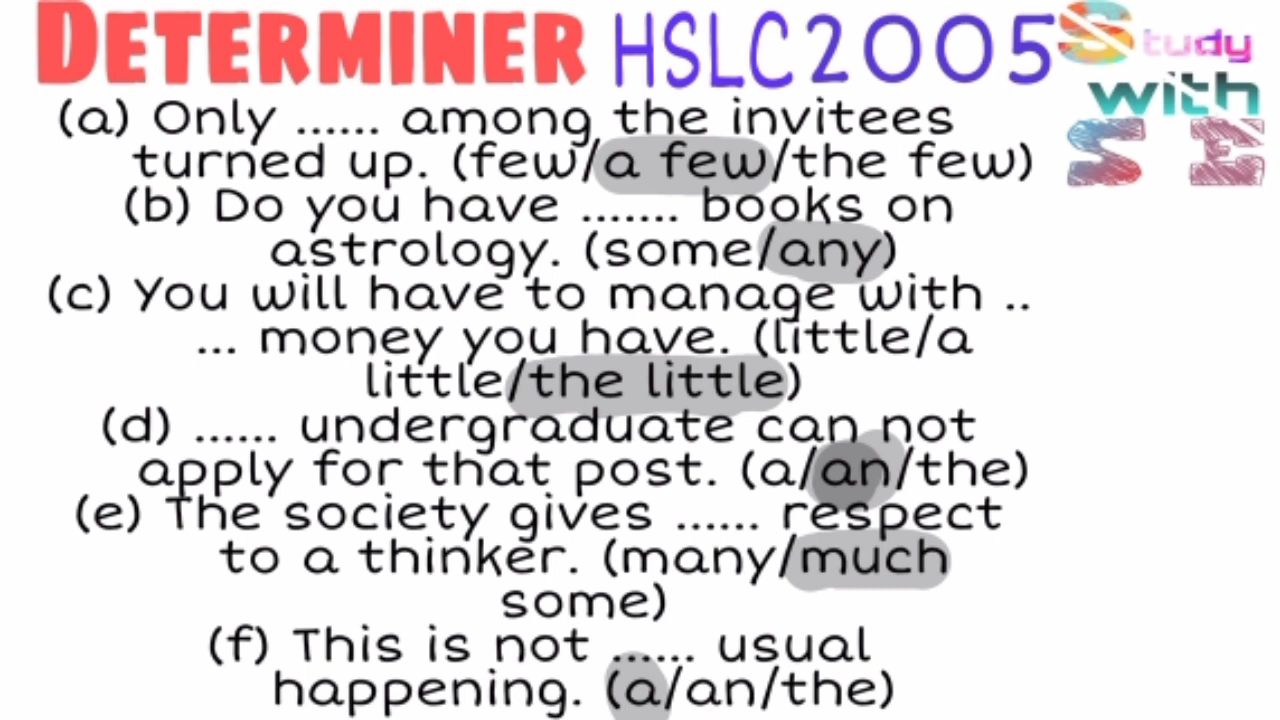 DETERMINER HSLC2005 Study
with
S E
(a) Only ...... among the invitees
turned up. (few/a few/the few)
(b) Do you have ....... books on
astrology. (some/any)
(c) You will have to manage with ..
... money you have. (little/a
little/the little)
(d) ...... undergraduate can not
apply for that post. (a/an/the)
(e) The society gives ...... respect
to a thinker. (many/much
some)
(f) This is not ...... usual
happening. (a/an/the)